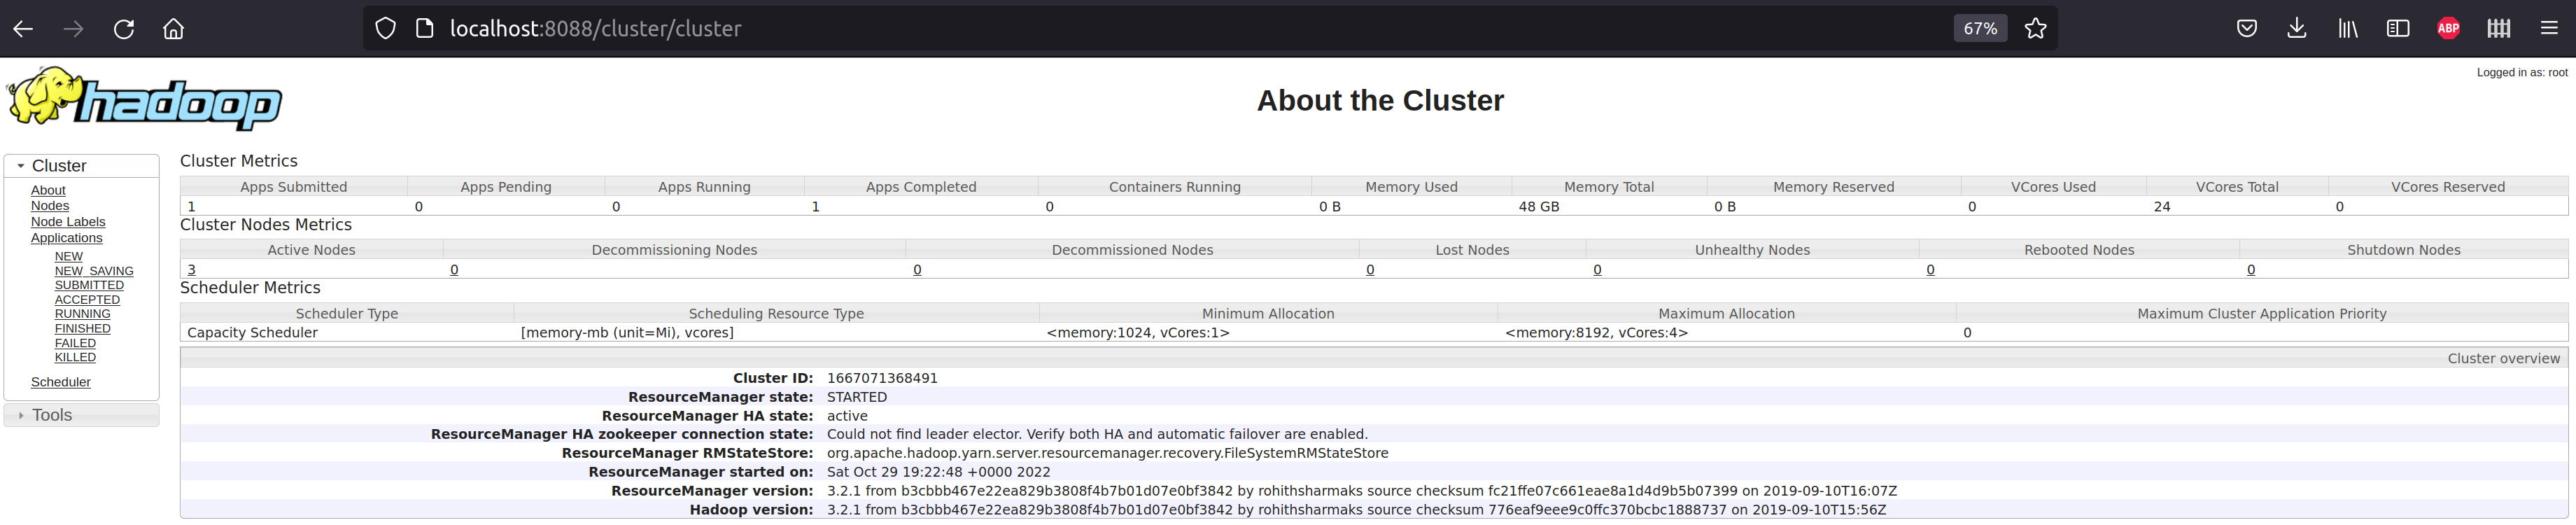 localhost:8088/cluster/cluster 67% ABP
hadoop
About the Cluster
Logged in as: root
Cluster
About
Nodes
Node Labels
Applications
NEW
NEW_SAVING
SUBMITTED
ACCEPTED
RUNNING
FINISHED
FAILED
KILLED
Scheduler
Tools
Cluster Metrics
Apps Submitted Apps Pending Apps Running Apps Completed Containers Running Memory Used Memory Total Memory Reserved VCores Used VCores Total VCores Reserved
1 0 0 1 0 0 B 48 GB 0 B 0 24 0
Cluster Nodes Metrics
Active Nodes Decommissioning Nodes Decommissioned Nodes Lost Nodes Unhealthy Nodes Rebooted Nodes Shutdown Nodes
3 0 0 0 0 0 0
Scheduler Metrics
Scheduler Type Scheduling Resource Type Minimum Allocation Maximum Allocation Maximum Cluster Application Priority
Capacity Scheduler [memory-mb (unit=Mi), vcores] <memory:1024, vCores:1> <memory:8192, vCores:4> 0
Cluster overview
Cluster ID: 1667071368491
ResourceManager state: STARTED
ResourceManager HA state: active
ResourceManager HA zookeeper connection state: Could not find leader elector. Verify both HA and automatic failover are enabled.
ResourceManager RMStateStore: org.apache.hadoop.yarn.server.resourcemanager.recovery.FileSystemRMStateStore
ResourceManager started on: Sat Oct 29 19:22:48 +0000 2022
ResourceManager version: 3.2.1 from b3cbbb467e22ea829b3808f4b7b01d07e0bf3842 by rohithsharmaks source checksum fc21ffe07c661eae8a1d4d9b5b07399 on 2019-09-10T16:07Z
Hadoop version: 3.2.1 from b3cbbb467e22ea829b3808f4b7b01d07e0bf3842 by rohithsharmaks source checksum 776eaf9eee9c0ffc370bcbc1888737 on 2019-09-10T15:56Z